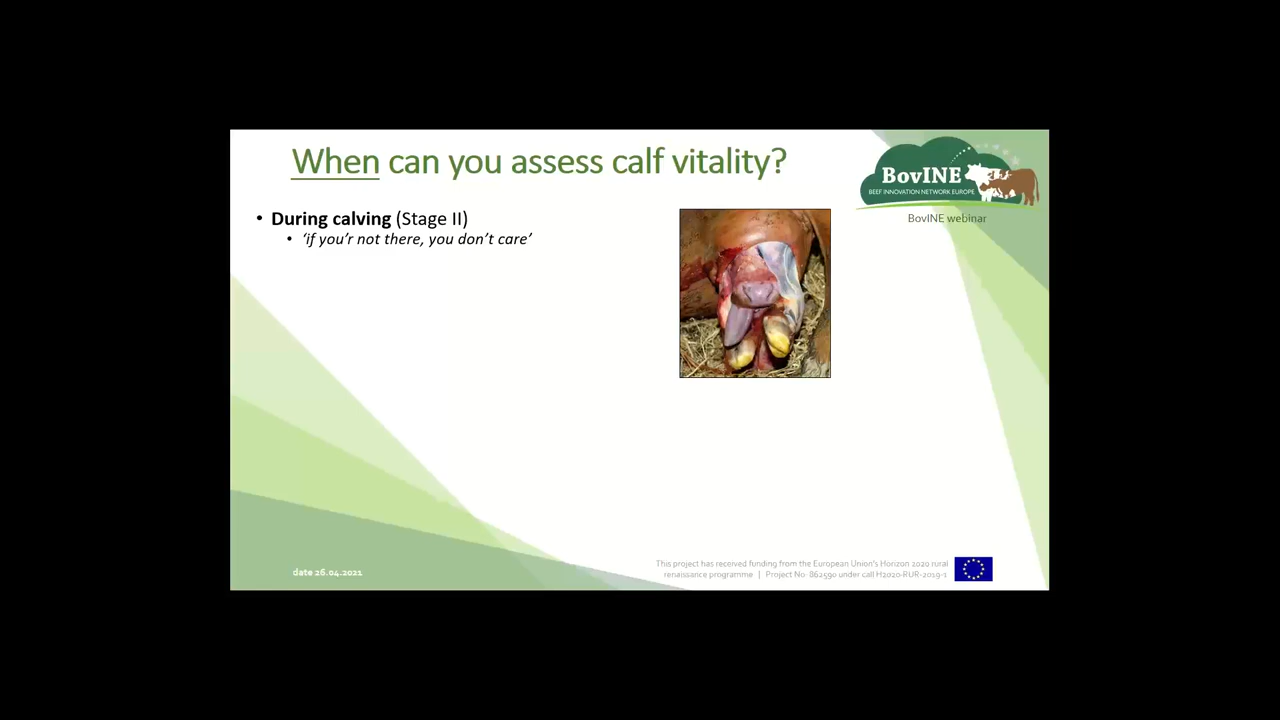 When can you assess calf vitality?
BovINE
BEEF INNOVATION NETWORK EUROPE
BovINE webinar
• During calving (Stage II)
• ‘if you’r not there, you don’t care’
date 26.04.2021
This project has received funding from the European Union's Horizon 2020 rural
renaissance programme | Project No 862590 under call H2020-RUR-2019-1